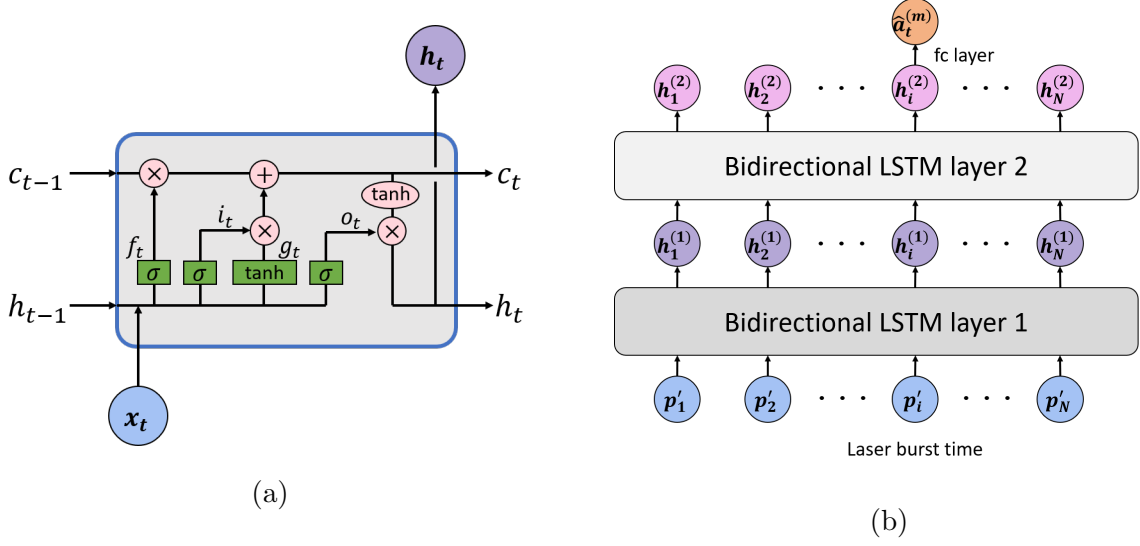 h_t
c_{t-1}
c_t
tanh
i_t
o_t
f_t
g_t
σ σ tanh σ
h_{t-1}
h_t
x_t
(a)
â_t^{(m)}
fc layer
h_1^{(2)} h_2^{(2)} · · · h_i^{(2)} · · · h_N^{(2)}
Bidirectional LSTM layer 2
h_1^{(1)} h_2^{(1)} · · · h_i^{(1)} · · · h_N^{(1)}
Bidirectional LSTM layer 1
p′_1 p′_2 · · · p′_i · · · p′_N
Laser burst time
(b)